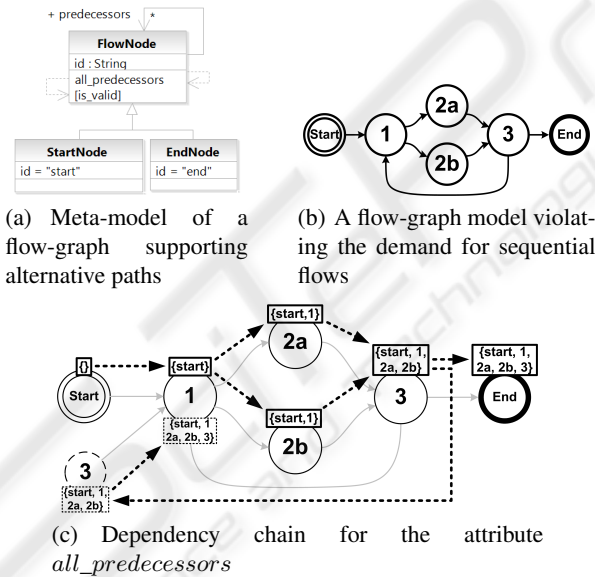 + predecessors
*
FlowNode
id : String
all_predecessors
[is_valid]
StartNode
id = "start"
EndNode
id = "end"
Start
1
2a
2b
3
End
(a) Meta-model of a
flow-graph supporting
alternative paths
(b) A flow-graph model violat-
ing the demand for sequential
flows
{}
Start
{start}
1
{start, 1
2a, 2b, 3}
{start,1}
2a
{start,1}
2b
{start, 1,
2a, 2b}
3
{start, 1,
2a, 2b, 3}
End
3
{start, 1,
2a, 2b}
(c) Dependency chain for the attribute
all_predecessors